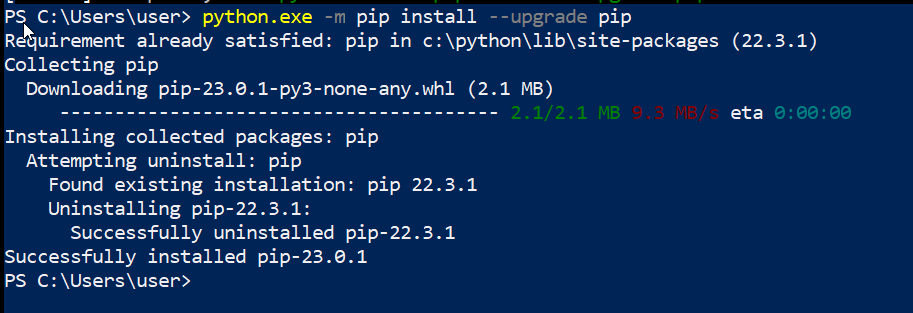 PS C:\Users\user> python.exe -m pip install --upgrade pip
Requirement already satisfied: pip in c:\python\lib\site-packages (22.3.1)
Collecting pip
  Downloading pip-23.0.1-py3-none-any.whl (2.1 MB)
     ---------------------------------------- 2.1/2.1 MB 9.3 MB/s eta 0:00:00
Installing collected packages: pip
  Attempting uninstall: pip
    Found existing installation: pip 22.3.1
    Uninstalling pip-22.3.1:
      Successfully uninstalled pip-22.3.1
Successfully installed pip-23.0.1
PS C:\Users\user>